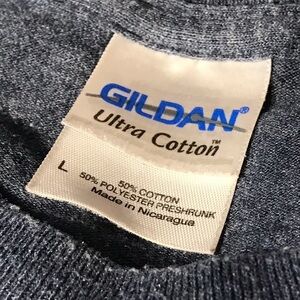 GILDAN®
Ultra Cotton™
L
50% COTTON
50% POLYESTER PRESHRUNK
Made in Nicaragua